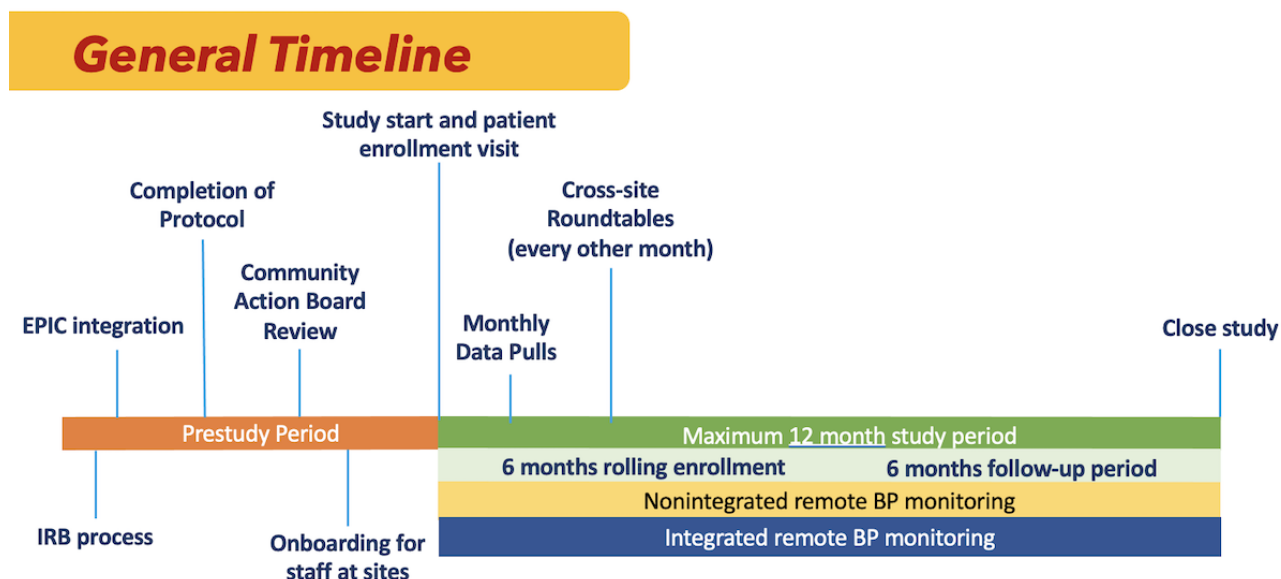 General Timeline
Study start and patient
enrollment visit
Completion of
Protocol
Cross-site
Roundtables
(every other month)
Community
Action Board
Review
EPIC integration
Monthly
Data Pulls
Close study
Prestudy Period
Maximum 12 month study period
6 months rolling enrollment
6 months follow-up period
Nonintegrated remote BP monitoring
Integrated remote BP monitoring
IRB process
Onboarding for
staff at sites